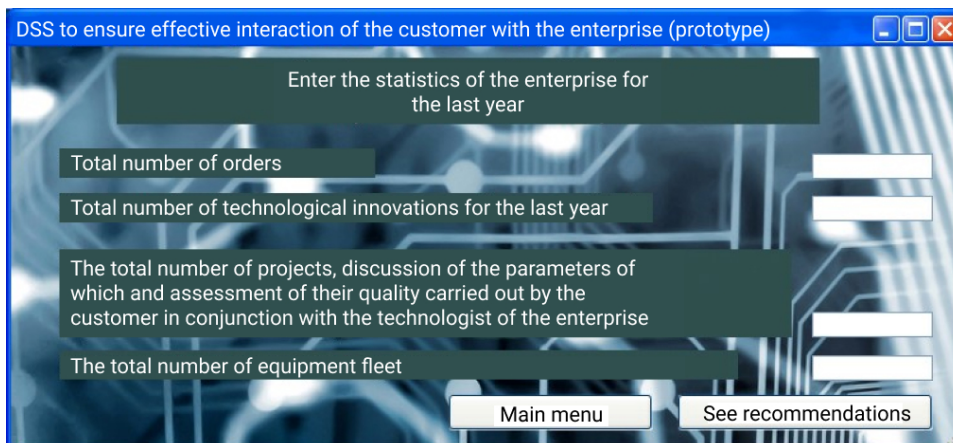 DSS to ensure effective interaction of the customer with the enterprise (prototype)
Enter the statistics of the enterprise for
the last year
Total number of orders
Total number of technological innovations for the last year
The total number of projects, discussion of the parameters of
which and assessment of their quality carried out by the
customer in conjunction with the technologist of the enterprise
The total number of equipment fleet
Main menu
See recommendations